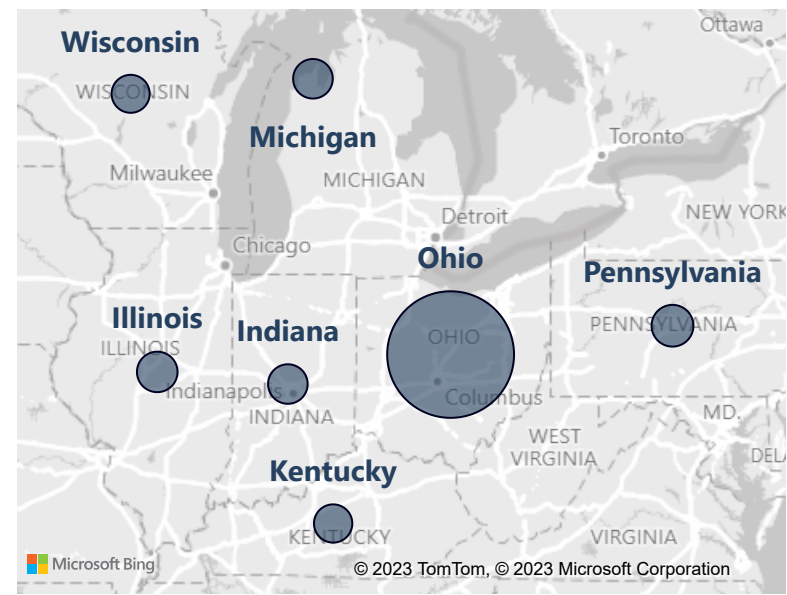 Ottawa
Wisconsin
WISCONSIN
Michigan
Toronto
Milwaukee
MICHIGAN
NEW YORK
Detroit
Chicago
Ohio
Pennsylvania
Illinois
Indiana
PENNSYLVANIA
OHIO
ILLINOIS
Indianapolis
Columbus
INDIANA
MD.
WEST
VIRGINIA
DELA
Kentucky
KENTUCKY
VIRGINIA
Microsoft Bing
© 2023 TomTom, © 2023 Microsoft Corporation